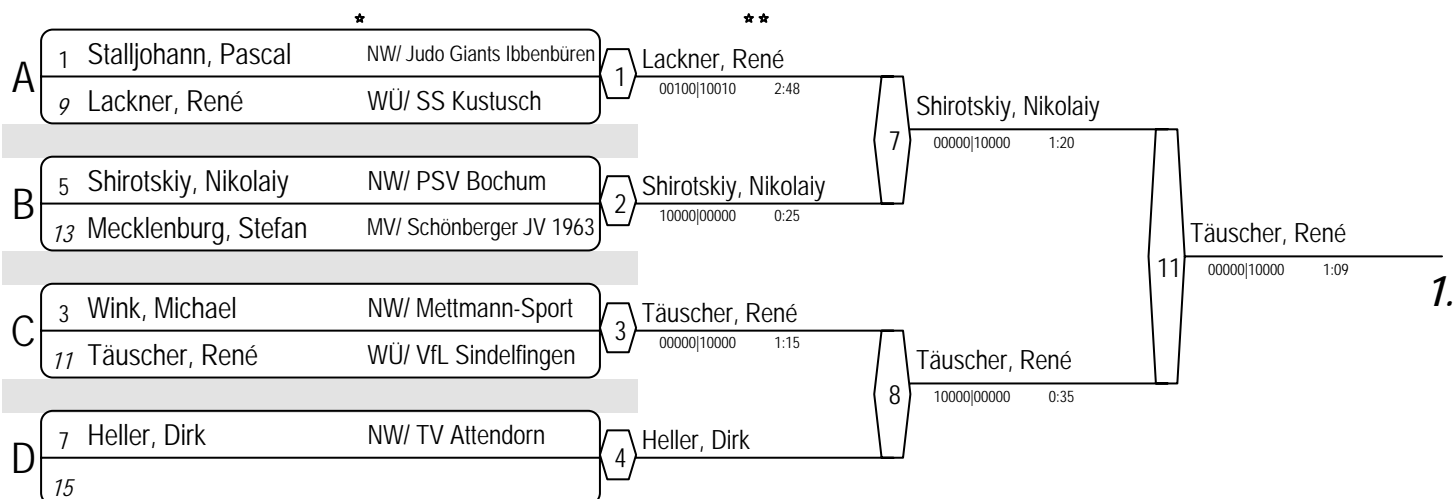 * **
A
1 Stalljohann, Pascal NW/ Judo Giants Ibbenbüren
9 Lackner, René WÜ/ SS Kustusch
1
Lackner, René
00100|10010 2:48
B
5 Shirotskiy, Nikolaiy NW/ PSV Bochum
13 Mecklenburg, Stefan MV/ Schönberger JV 1963
2
Shirotskiy, Nikolaiy
10000|00000 0:25
7
Shirotskiy, Nikolaiy
00000|10000 1:20
C
3 Wink, Michael NW/ Mettmann-Sport
11 Täuscher, René WÜ/ VfL Sindelfingen
3
Täuscher, René
00000|10000 1:15
D
7 Heller, Dirk NW/ TV Attendorn
15
4
Heller, Dirk
8
Täuscher, René
10000|00000 0:35
11
Täuscher, René
00000|10000 1:09
1.